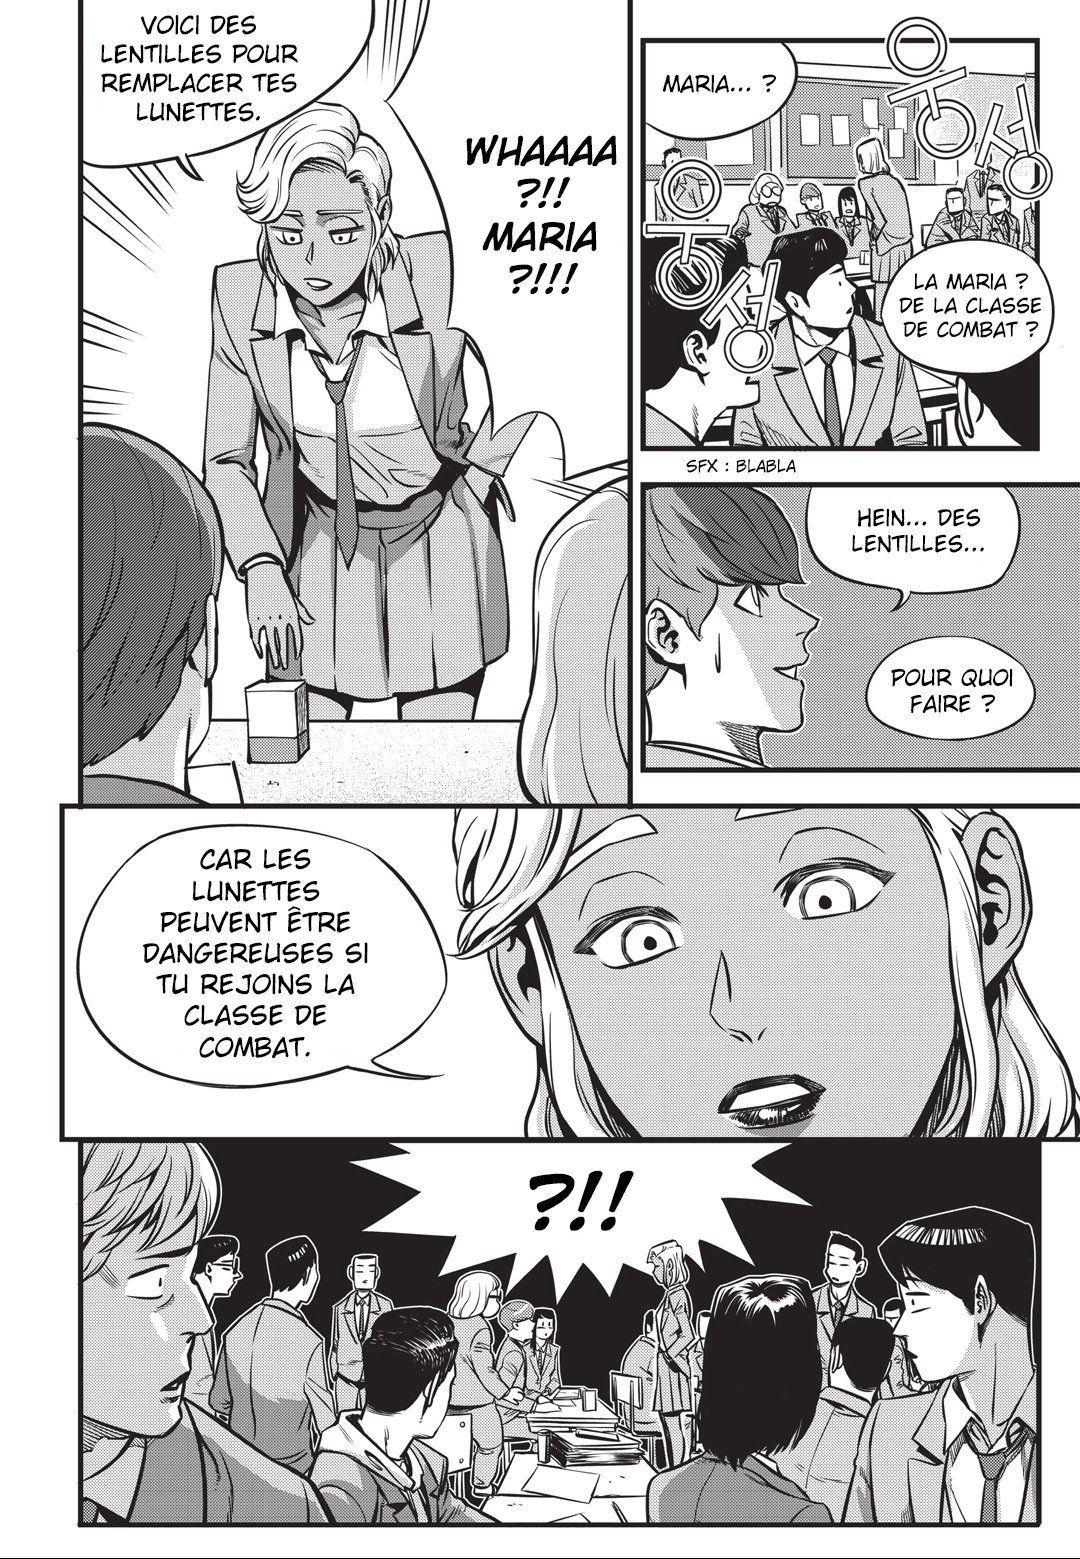 VOICI DES
LENTILLES POUR
REMPLACER TES
LUNETTES.
WHAAAA
?!!
MARIA
?!!!
MARIA... ?
웅성
웅성
LA MARIA ?
DE LA CLASSE
DE COMBAT ?
SFX : BLABLA
HEIN... DES
LENTILLES...
POUR QUOI
FAIRE ?
CAR LES
LUNETTES
PEUVENT ÊTRE
DANGEREUSES SI
TU REJOINS LA
CLASSE DE
COMBAT.
?!!